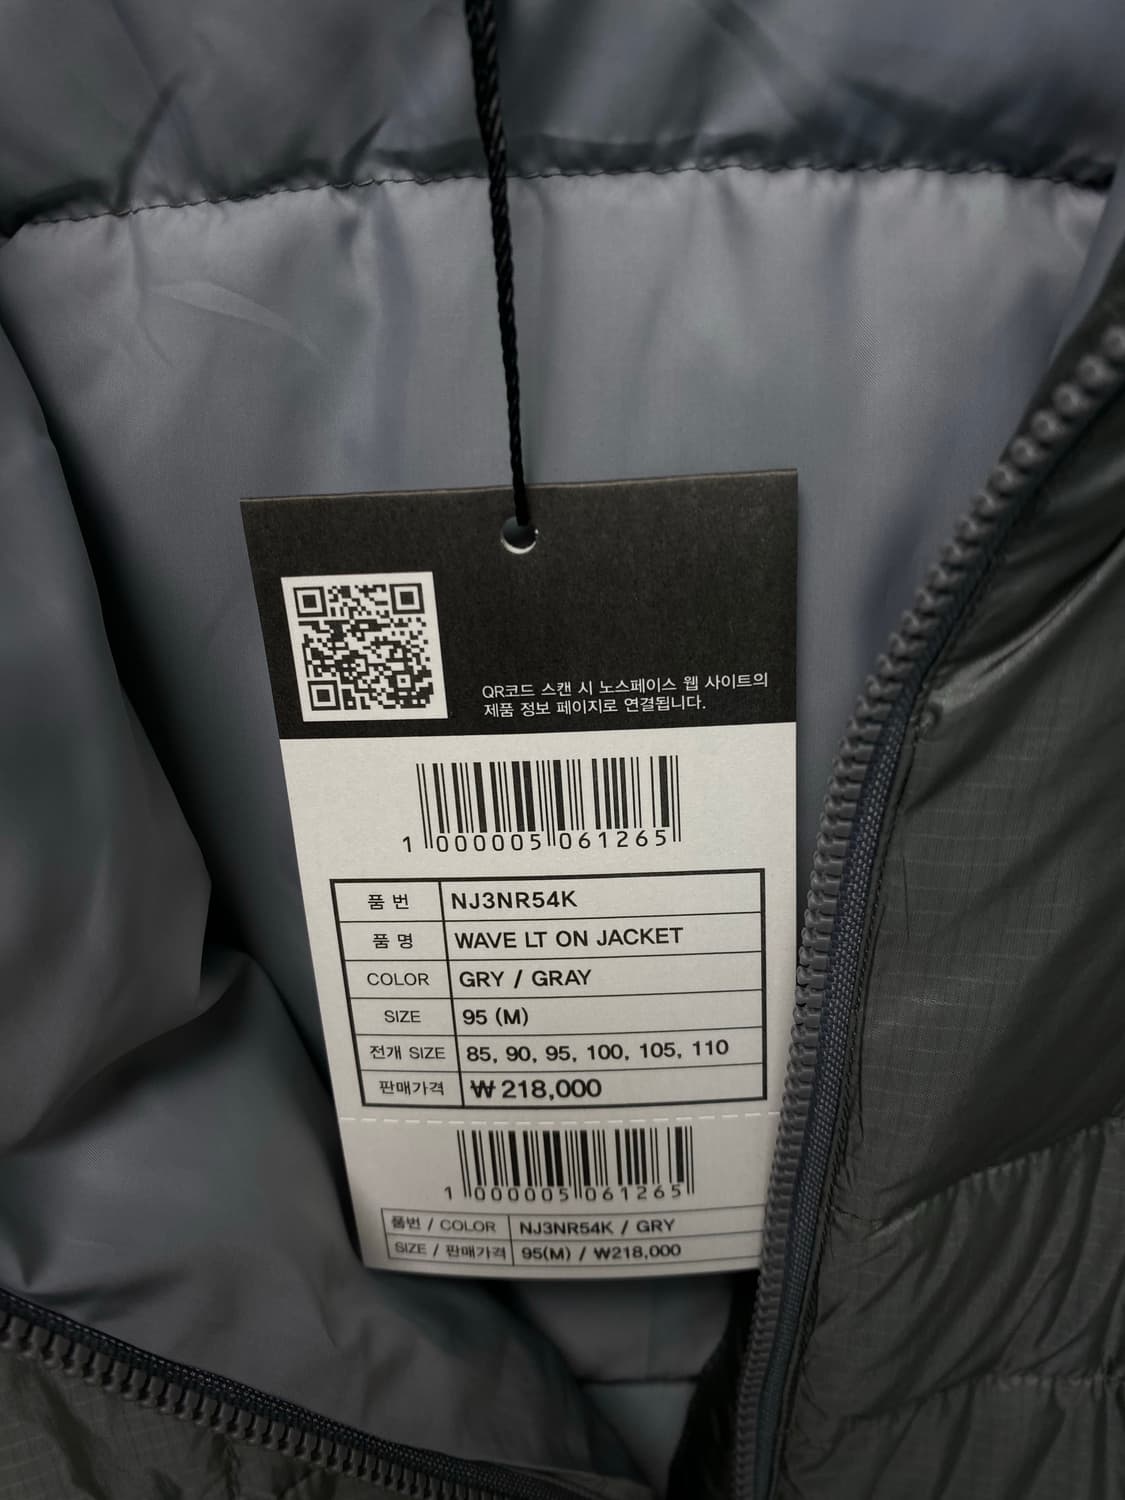 QR코드 스캔 시 노스페이스 웹 사이트의
제품 정보 페이지로 연결됩니다.
1 000005 061265
품 번 NJ3NR54K
품 명 WAVE LT ON JACKET
COLOR GRY / GRAY
SIZE 95 (M)
전개 SIZE 85, 90, 95, 100, 105, 110
판매가격 ₩218,000
1 000005 061265
품번 / COLOR NJ3NR54K / GRY
SIZE / 판매가격 95(M) / ₩218,000